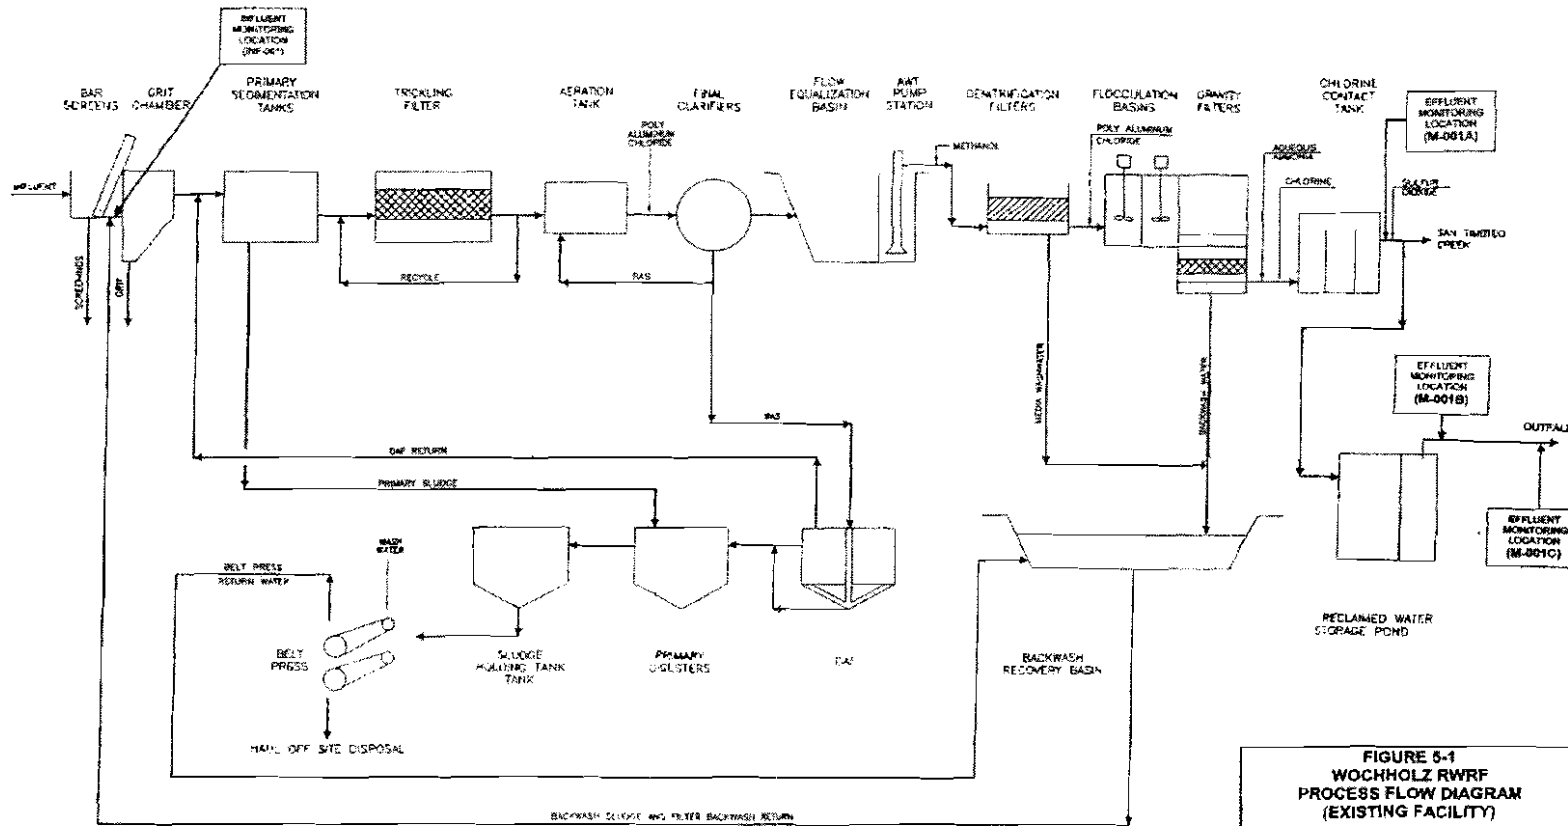 INFLUENT
MONITORING
LOCATION
(INF-001)
BAR
SCREENS
GRIT
CHAMBER
PRIMARY
SEDIMENTATION
TANKS
TRICKLING
FILTER
AERATION
TANK
FINAL
CLARIFIERS
FLOW
EQUALIZATION
BASIN
AWT
PUMP
STATION
DENITRIFICATION
FILTERS
FLOCCULATION
BASINS
GRAVITY
FILTERS
CHLORINE
CONTACT
TANK
EFFLUENT
MONITORING
LOCATION
(M-001A)
POLY
ALUMINUM
CHLORIDE
METHANOL
POLY ALUMINUM
CHLORIDE
AQUEOUS
AMMONIA
CHLORINE
SULFUR
DIOXIDE
INFLUENT
SAN TIMOTEO
CREEK
SCREENINGS
GRIT
RECYCLE
RAS
MEDIA WASHWATER
BACKWASH WATER
EFFLUENT
MONITORING
LOCATION
(M-001B)
WAS
OUTFALL
DAF RETURN
PRIMARY SLUDGE
EFFLUENT
MONITORING
LOCATION
(M-001C)
WASH
WATER
BELT PRESS
RETURN WATER
BELT
PRESS
SLUDGE
HOLDING TANK
TANK
PRIMARY
DIGESTERS
DAF
BACKWASH
RECOVERY BASIN
RECLAIMED WATER
STORAGE POND
HAUL OFF SITE DISPOSAL
BACKWASH SLUDGE AND FILTER BACKWASH RETURN
FIGURE 5-1
WOCHHOLZ RWRF
PROCESS FLOW DIAGRAM
(EXISTING FACILITY)